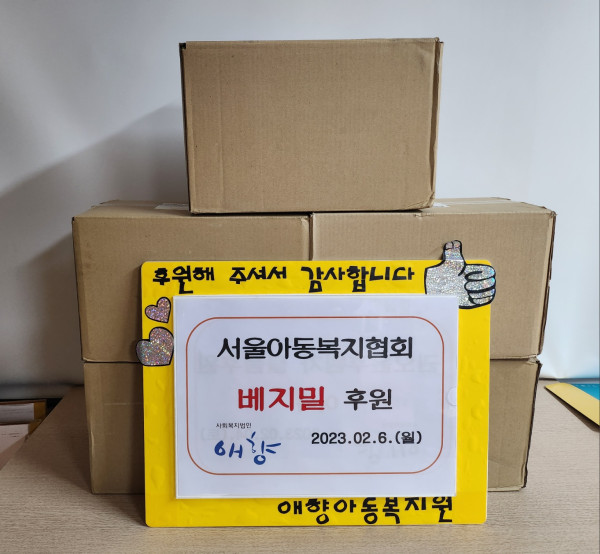 후원해 주셔서 감사합니다
서울아동복지협회
베지밀 후원
사회복지법인
애향
2023.02.6.(월)
애향아동복지원